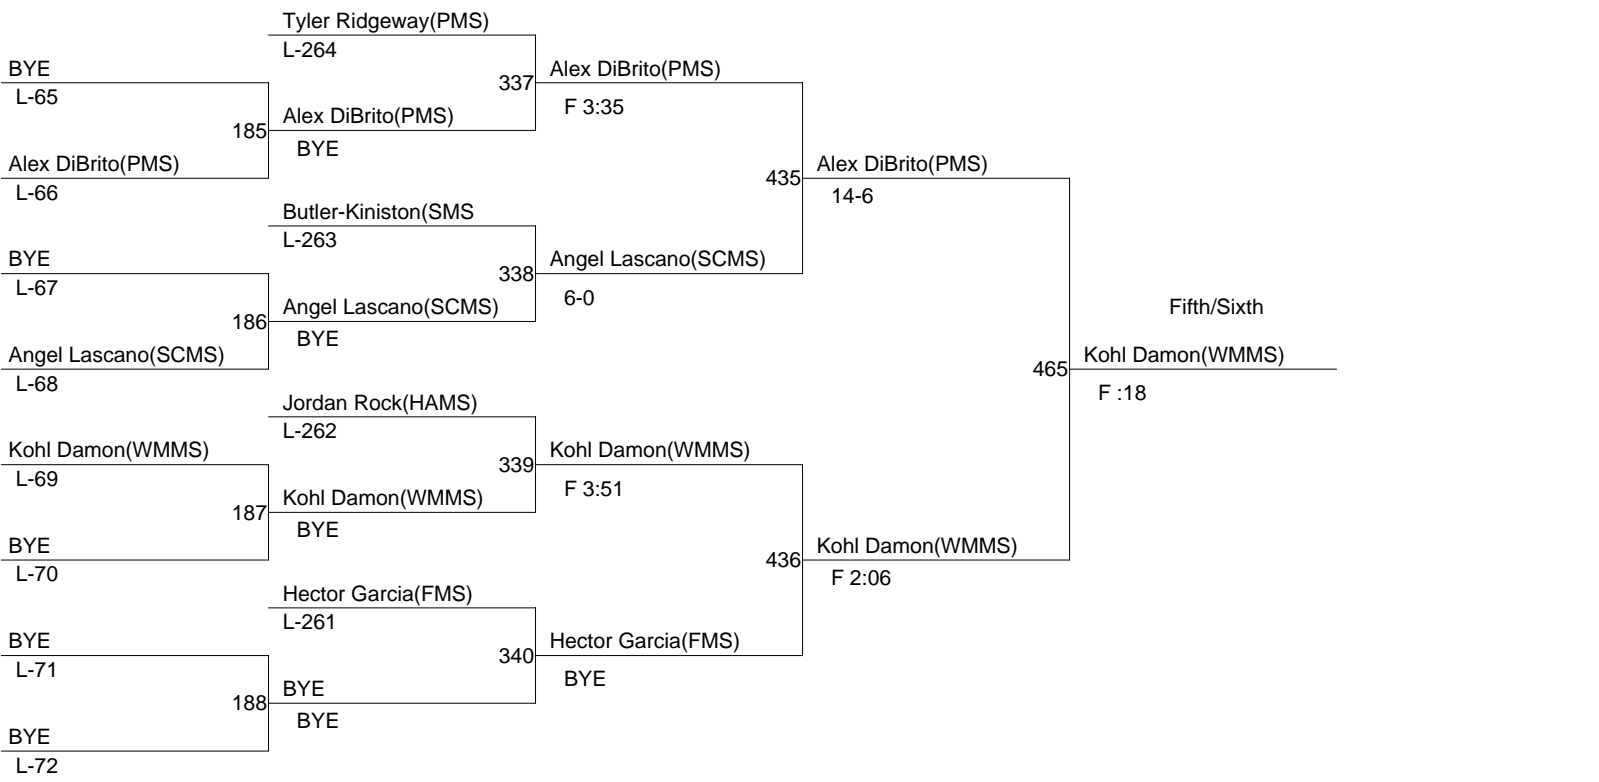 Tyler Ridgeway(PMS)
L-264
BYE
L-65
337
Alex DiBrito(PMS)
F 3:35
185
Alex DiBrito(PMS)
BYE
Alex DiBrito(PMS)
L-66
435
Alex DiBrito(PMS)
14-6
Butler-Kiniston(SMS
L-263
BYE
L-67
338
Angel Lascano(SCMS)
6-0
186
Angel Lascano(SCMS)
BYE
Angel Lascano(SCMS)
L-68
Fifth/Sixth
465
Kohl Damon(WMMS)
F :18
Jordan Rock(HAMS)
L-262
Kohl Damon(WMMS)
L-69
339
Kohl Damon(WMMS)
F 3:51
187
Kohl Damon(WMMS)
BYE
BYE
L-70
436
Kohl Damon(WMMS)
F 2:06
Hector Garcia(FMS)
L-261
BYE
L-71
340
Hector Garcia(FMS)
BYE
188
BYE
BYE
BYE
L-72